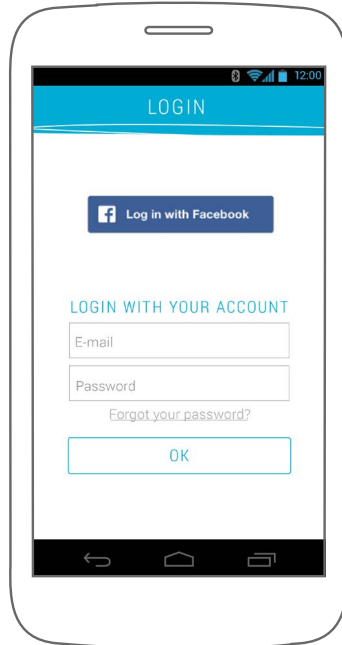 12:00
LOGIN
Log in with Facebook
LOGIN WITH YOUR ACCOUNT
E-mail
Password
Forgot your password?
OK